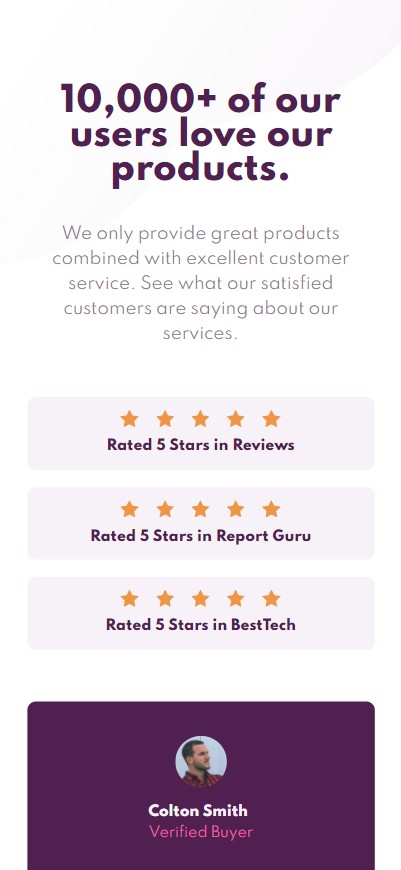 10,000+ of our
users love our
products.
We only provide great products
combined with excellent customer
service. See what our satisfied
customers are saying about our
services.
Rated 5 Stars in Reviews
Rated 5 Stars in Report Guru
Rated 5 Stars in BestTech
Colton Smith
Verified Buyer